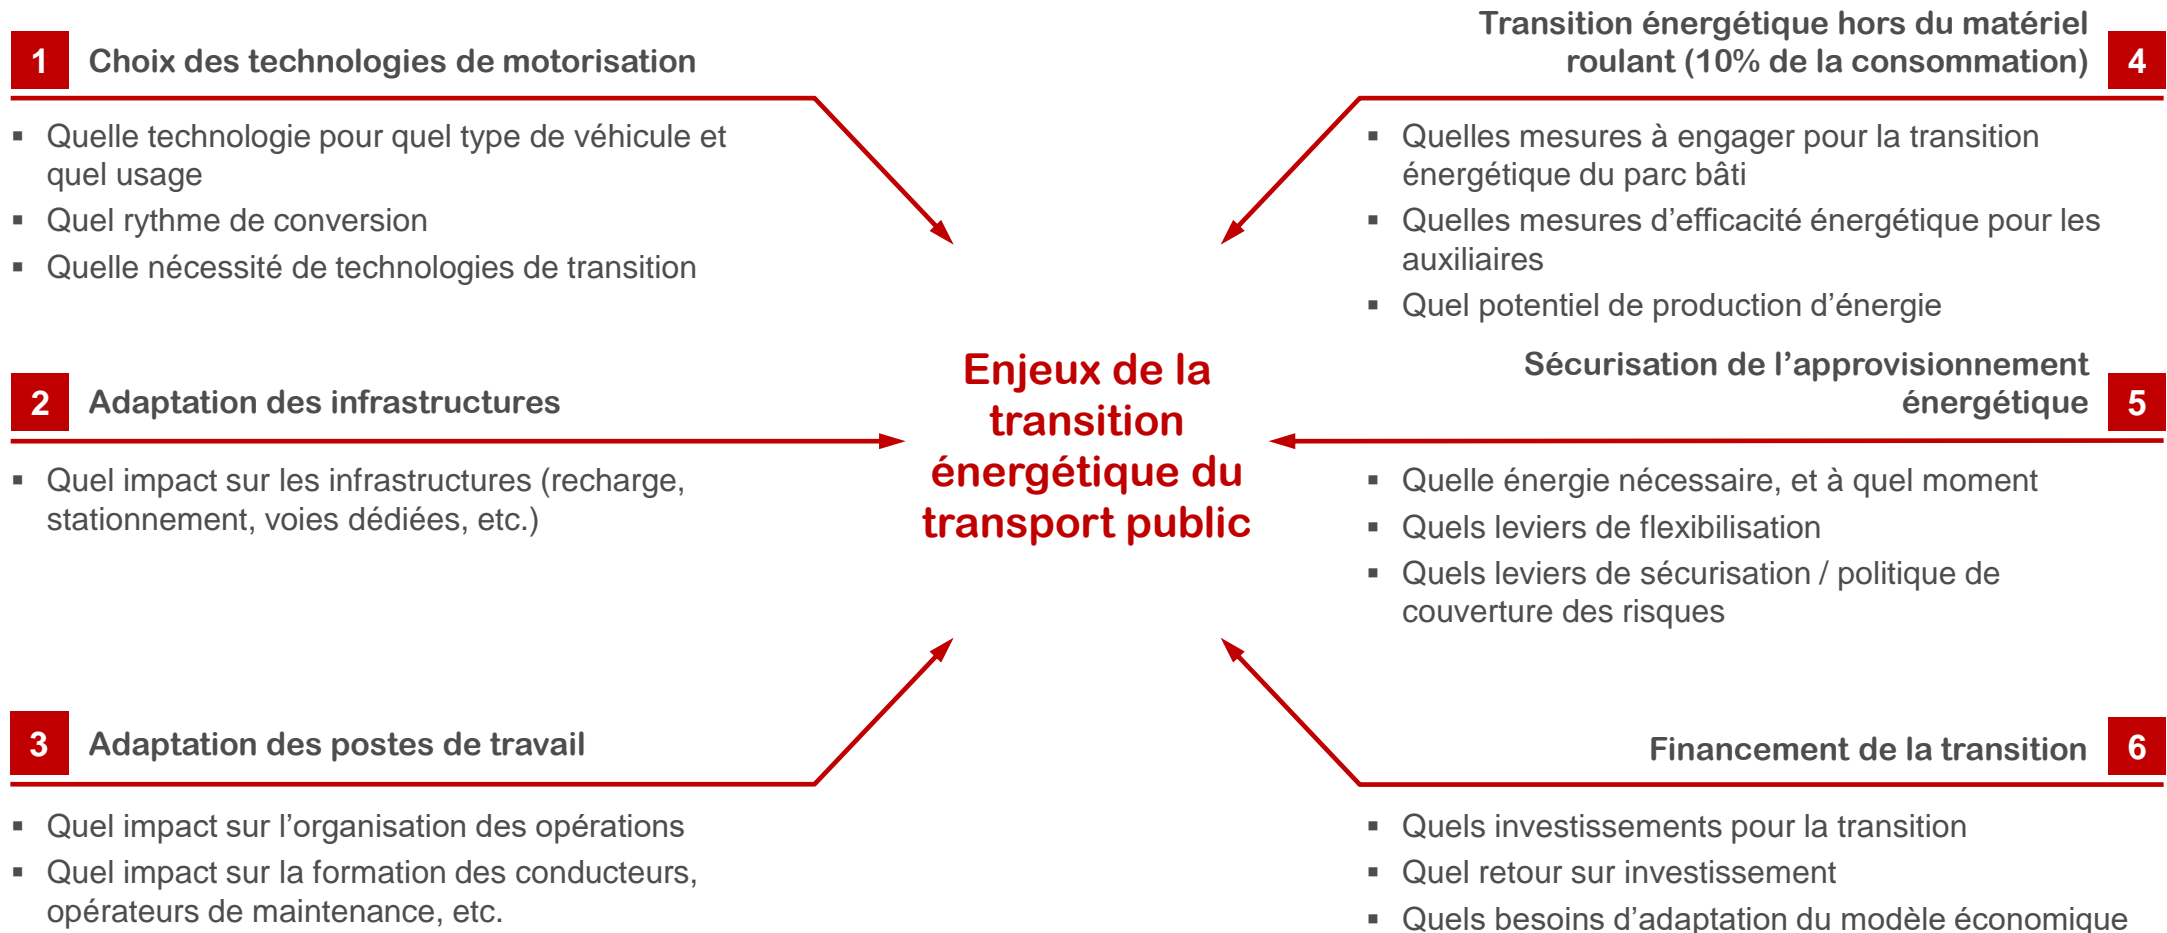 1
Choix des technologies de motorisation
▪ Quelle technologie pour quel type de véhicule et
quel usage
▪ Quel rythme de conversion
▪ Quelle nécessité de technologies de transition
2
Adaptation des infrastructures
▪ Quel impact sur les infrastructures (recharge,
stationnement, voies dédiées, etc.)
3
Adaptation des postes de travail
▪ Quel impact sur l’organisation des opérations
▪ Quel impact sur la formation des conducteurs,
opérateurs de maintenance, etc.
Enjeux de la
transition
énergétique du
transport public
Transition énergétique hors du matériel
roulant (10% de la consommation)
4
▪ Quelles mesures à engager pour la transition
énergétique du parc bâti
▪ Quelles mesures d’efficacité énergétique pour les
auxiliaires
▪ Quel potentiel de production d’énergie
Sécurisation de l’approvisionnement
énergétique
5
▪ Quelle énergie nécessaire, et à quel moment
▪ Quels leviers de flexibilisation
▪ Quels leviers de sécurisation / politique de
couverture des risques
Financement de la transition
6
▪ Quels investissements pour la transition
▪ Quel retour sur investissement
▪ Quels besoins d’adaptation du modèle économique